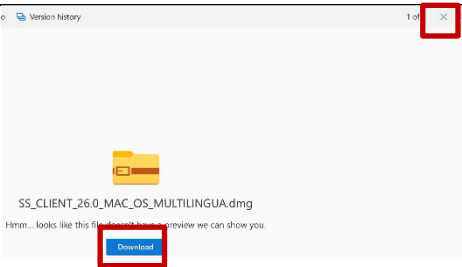 o Version history 1 of
SS_CLIENT_26.0_MAC_OS_MULTILINGUA.dmg
Hmm... looks like this file doesn't have a preview we can show you.
Download